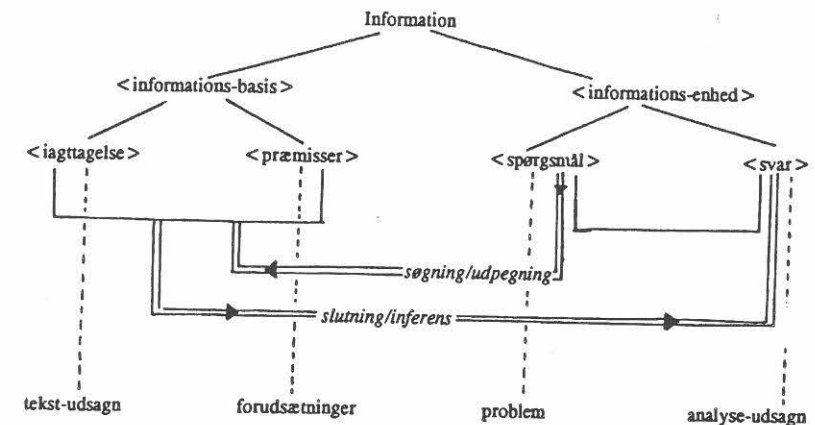 Information
<informations-basis>
<informations-enhed>
<iagttagelse>
<præmisser>
<spørgsmål>
<svar>
søgning/udpegning
slutning/inferens
tekst-udsagn
forudsætninger
problem
analyse-udsagn